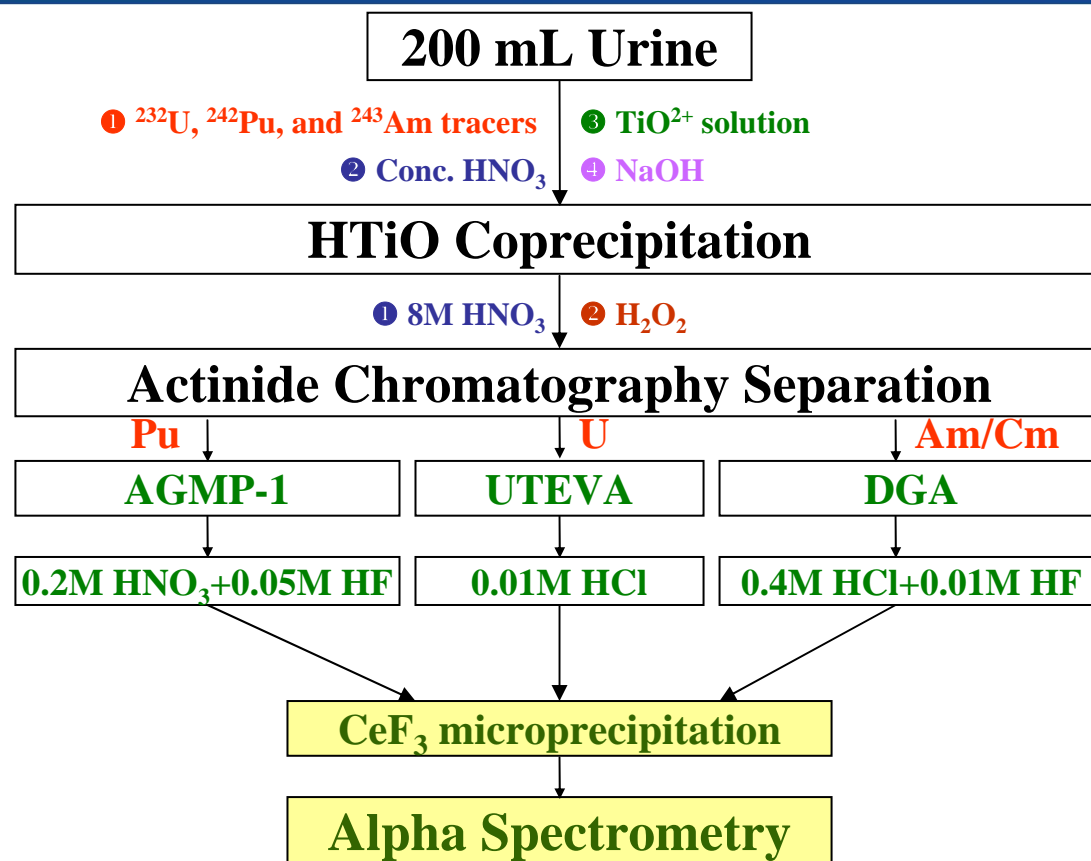 200 mL Urine
❶ ²³²U, ²⁴²Pu, and ²⁴³Am tracers
❷ Conc. HNO₃
❸ TiO²⁺ solution
❹ NaOH
HTiO Coprecipitation
❶ 8M HNO₃ ❷ H₂O₂
Actinide Chromatography Separation
Pu U Am/Cm
AGMP-1 UTEVA DGA
0.2M HNO₃+0.05M HF 0.01M HCl 0.4M HCl+0.01M HF
CeF₃ microprecipitation
Alpha Spectrometry